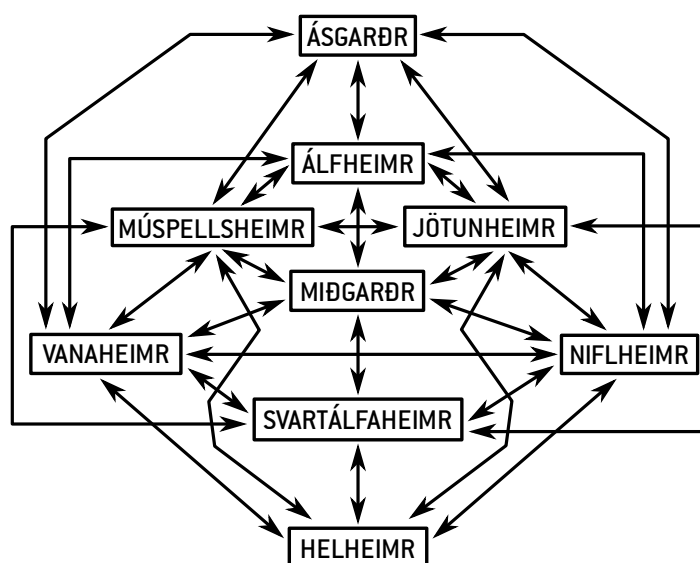 ÁSGARÐR
ÁLFHEIMR
MÚSPELLSHEIMR
JÖTUNHEIMR
MIÐGARÐR
VANAHEIMR
NIFLHEIMR
SVARTÁLFAHEIMR
HELHEIMR